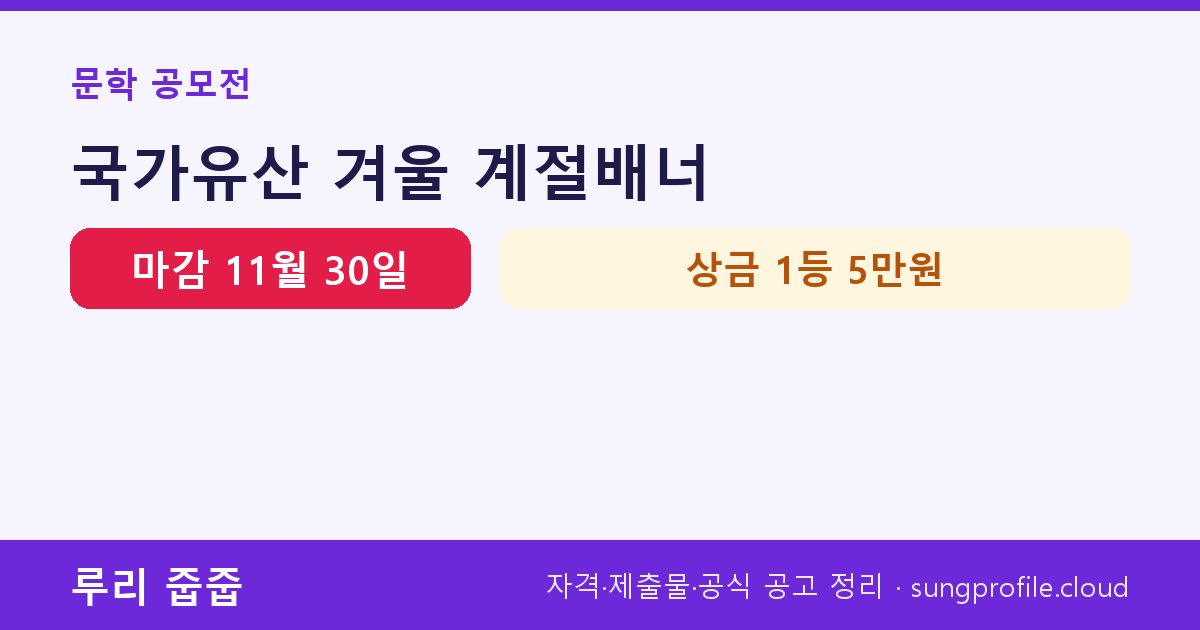 문학 공모전
국가유산 겨울 계절배너
마감 11월 30일
상금 1등 5만원
루리 줍줍
자격·제출물·공식 공고 정리 · sungprofile.cloud